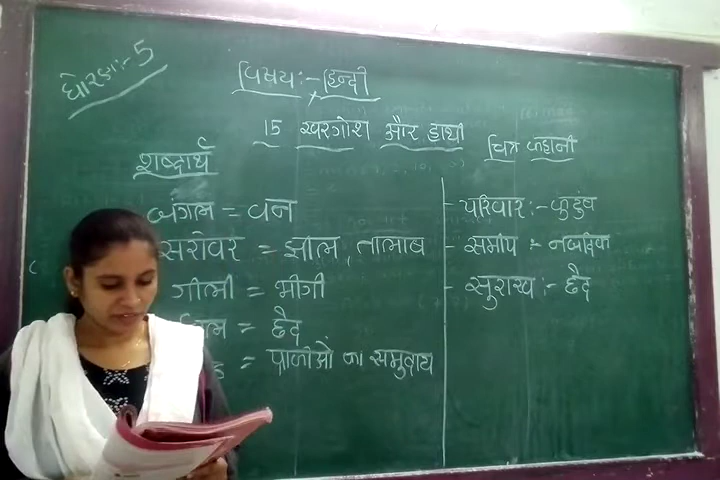 धोरण:- 5
विषय:- हिन्दी
15 खरगोश और हाथी
चित्र कहानी
शब्दार्थ
जंगल = वन
सरोवर = झील, तालाब
गीली = भीगी
= छेद
= प्राणीओं का समुदाय
- परिवार:- कुटुंब
- समीप :- नजदीक
- सुराख:- छेद